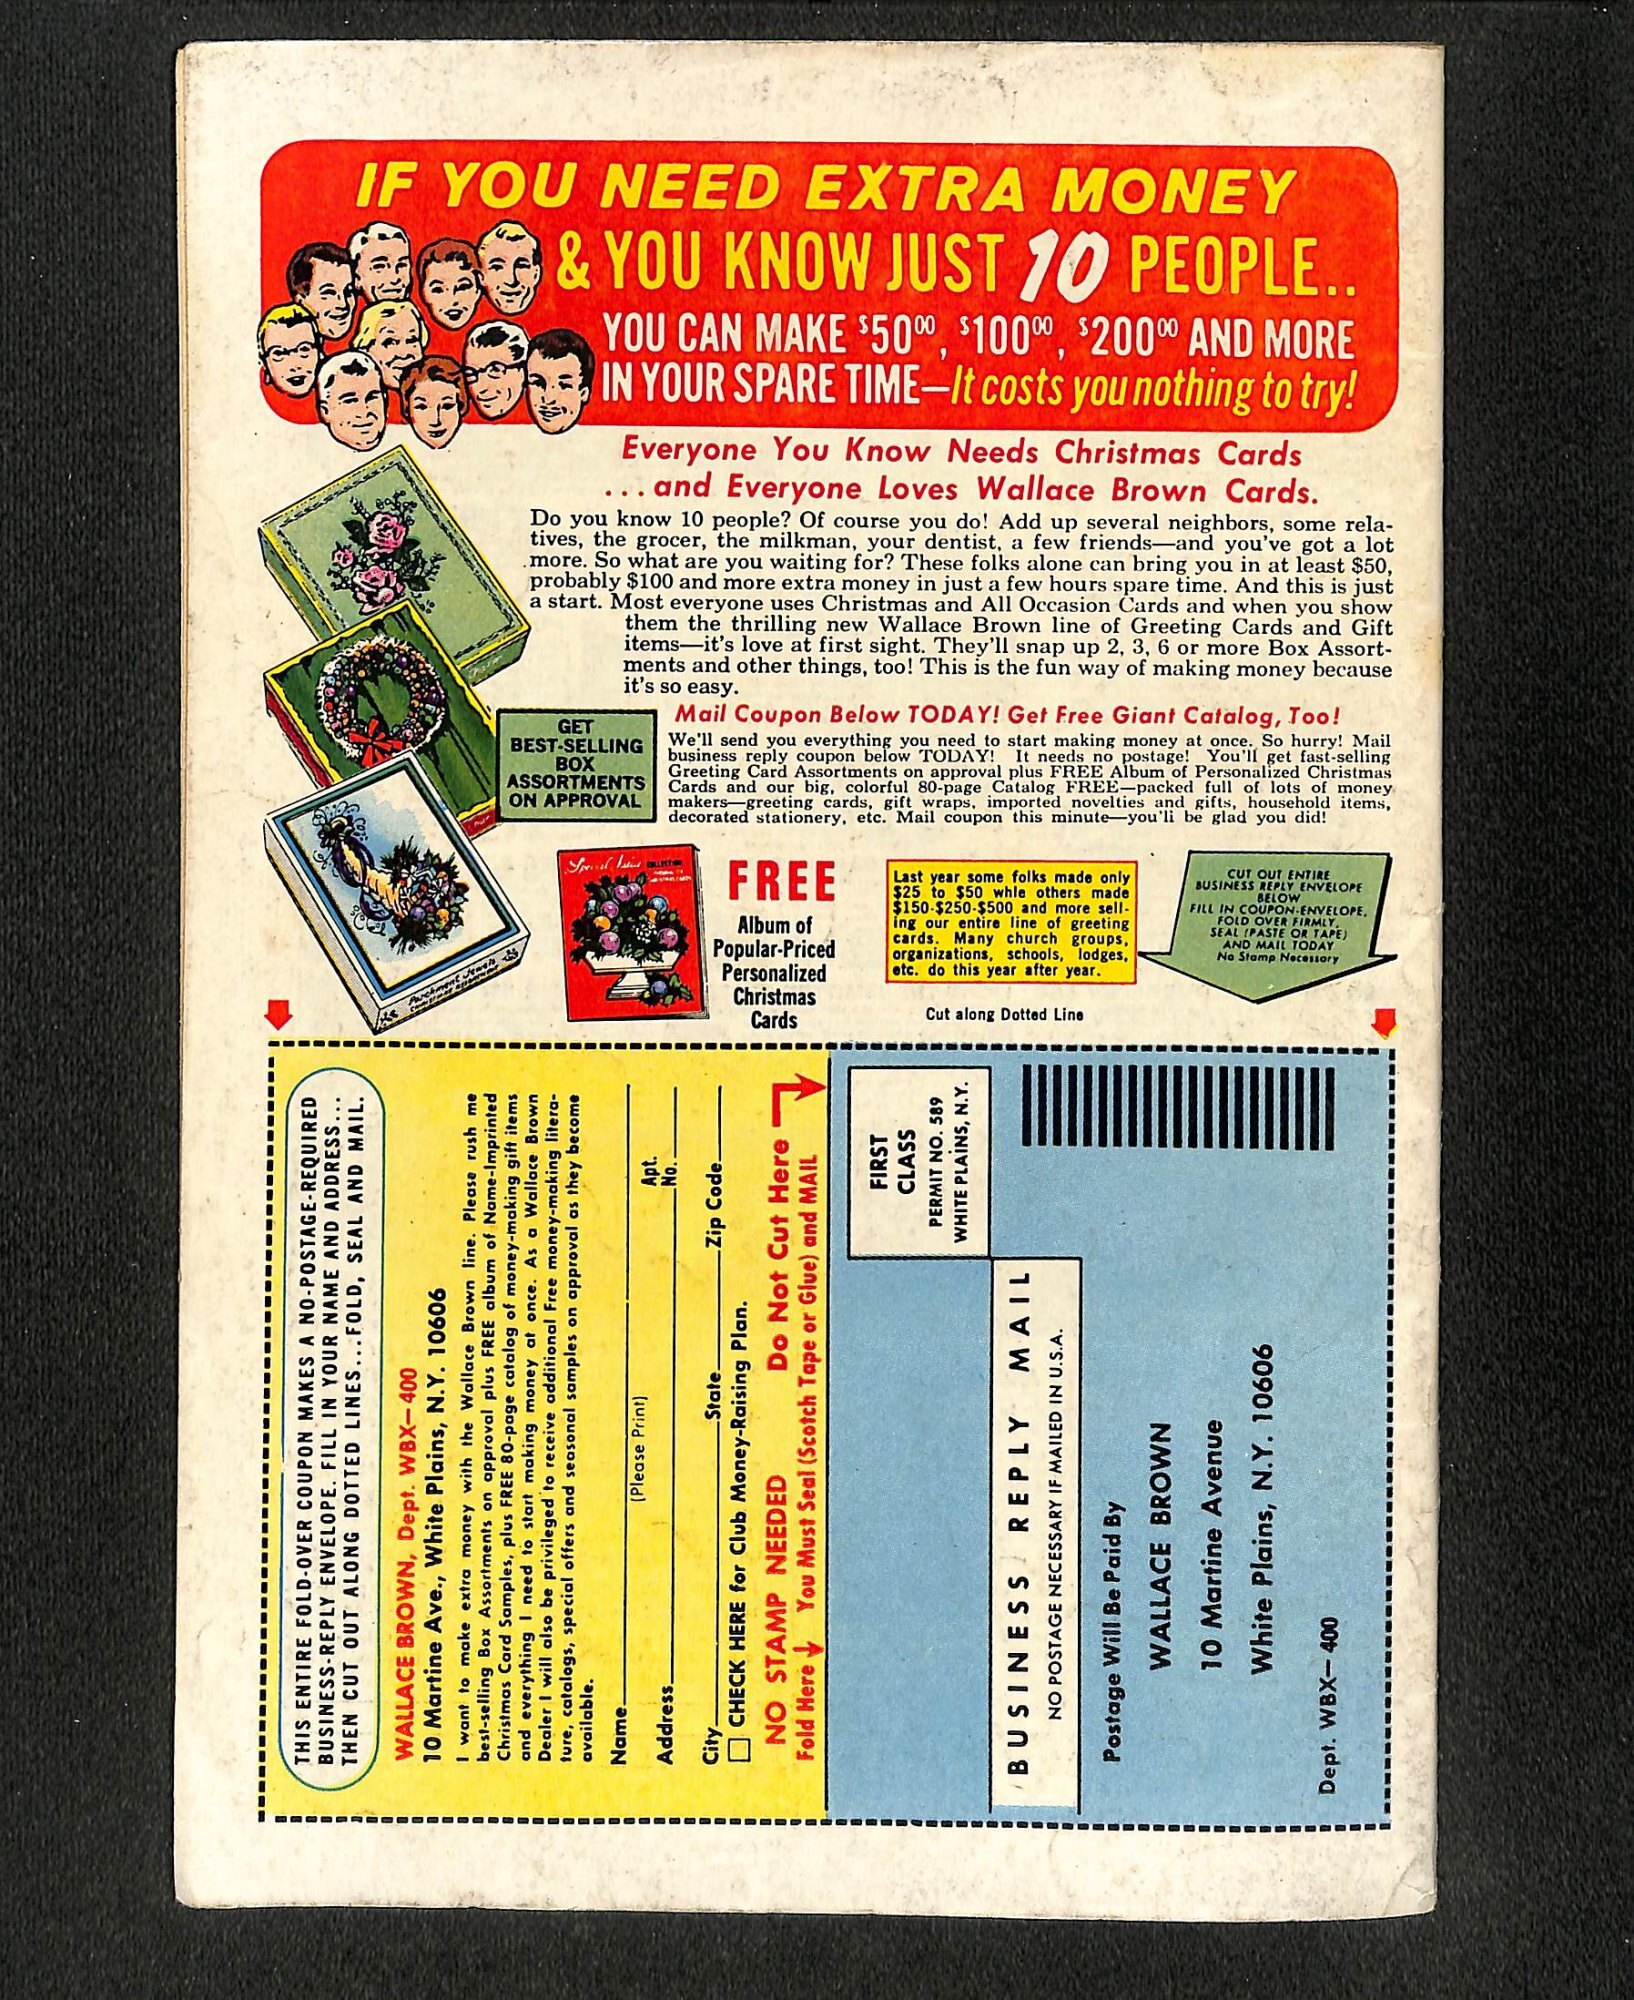 IF YOU NEED EXTRA MONEY
& YOU KNOW JUST 10 PEOPLE..
YOU CAN MAKE $5000, $10000, $20000 AND MORE
IN YOUR SPARE TIME—It costs you nothing to try!
Everyone You Know Needs Christmas Cards
...and Everyone Loves Wallace Brown Cards.
Do you know 10 people? Of course you do! Add up several neighbors, some rela-
tives, the grocer, the milkman, your dentist, a few friends—and you've got a lot
more. So what are you waiting for? These folks alone can bring you in at least $50,
probably $100 and more extra money in just a few hours spare time. And this is just
a start. Most everyone uses Christmas and All Occasion Cards and when you show
them the thrilling new Wallace Brown line of Greeting Cards and Gift
items—it's love at first sight. They'll snap up 2, 3, 6 or more Box Assort-
ments and other things, too! This is the fun way of making money because
it's so easy.
GET
BEST-SELLING
BOX
ASSORTMENTS
ON APPROVAL
Mail Coupon Below TODAY! Get Free Giant Catalog, Too!
We'll send you everything you need to start making money at once. So hurry! Mail
business reply coupon below TODAY! It needs no postage! You'll get fast-selling
Greeting Card Assortments on approval plus FREE Album of Personalized Christmas
Cards and our big, colorful 80-page Catalog FREE—packed full of lots of money
makers—greeting cards, gift wraps, imported novelties and gifts, household items,
decorated stationery, etc. Mail coupon this minute—you'll be glad you did!
Parchment Jewels
Special Value
FREE
Album of
Popular-Priced
Personalized
Christmas
Cards
Last year some folks made only
$25 to $50 whle others made
$150-$250-$500 and more sell-
ing our entire line of greeting
cards. Many church groups,
organizations, schools, lodges,
etc. do this year after year.
CUT OUT ENTIRE
BUSINESS REPLY ENVELOPE
BELOW
FILL IN COUPON-ENVELOPE,
FOLD OVER FIRMLY,
SEAL (PASTE OR TAPE)
AND MAIL TODAY
No Stamp Necessary
Cut along Dotted Line
THIS ENTIRE FOLD-OVER COUPON MAKES A NO-POSTAGE-REQUIRED
BUSINESS-REPLY ENVELOPE. FILL IN YOUR NAME AND ADDRESS...
THEN CUT OUT ALONG DOTTED LINES...FOLD, SEAL AND MAIL.
WALLACE BROWN, Dept. WBX—400
10 Martine Ave., White Plains, N.Y. 10606
I want to make extra money with the Wallace Brown line. Please rush me
best-selling Box Assortments on approval plus FREE album of Name-Imprinted
Christmas Card Samples, plus FREE 80-page catalog of money-making gift items
and everything I need to start making money at once. As a Wallace Brown
Dealer I will also be privileged to receive additional Free money-making litera-
ture, catalogs, special offers and seasonal samples on approval as they become
available.
Name
(Please Print)
Address Apt. No.
City State Zip Code
CHECK HERE for Club Money-Raising Plan.
NO STAMP NEEDED Do Not Cut Here
Fold Here You Must Seal (Scotch Tape or Glue) and MAIL
FIRST
CLASS
PERMIT NO. 589
WHITE PLAINS, N.Y.
BUSINESS REPLY MAIL
NO POSTAGE NECESSARY IF MAILED IN U.S.A.
Postage Will Be Paid By
WALLACE BROWN
10 Martine Avenue
White Plains, N.Y. 10606
Dept. WBX—400